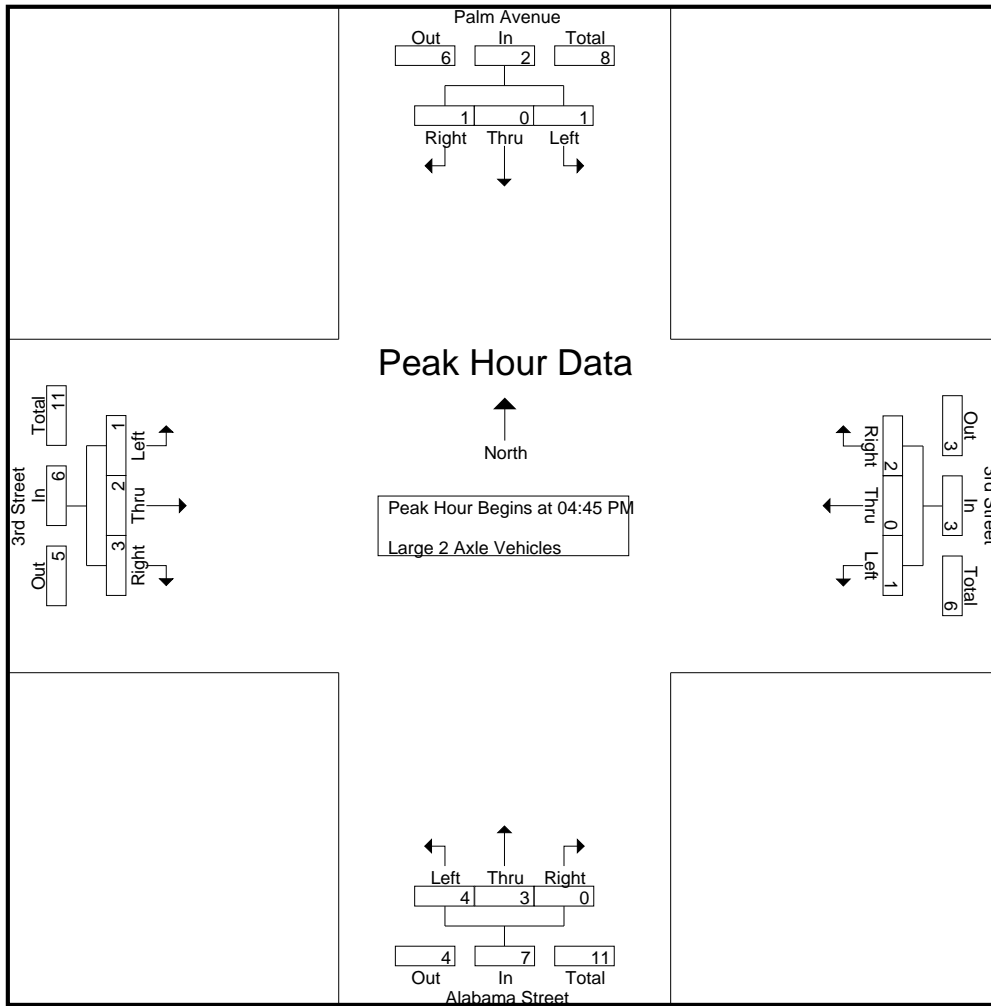 Palm Avenue
Out In Total
6 2 8
1 0 1
Right Thru Left
Peak Hour Data
North
Peak Hour Begins at 04:45 PM
Large 2 Axle Vehicles
3rd Street
Total In Out
11 6 5
1 2 3
Left Thru Right
Right Thru Left
2 0 1
Out In Total
3 3 6
3rd Street
Left Thru Right
4 3 0
4 7 11
Out In Total
Alabama Street